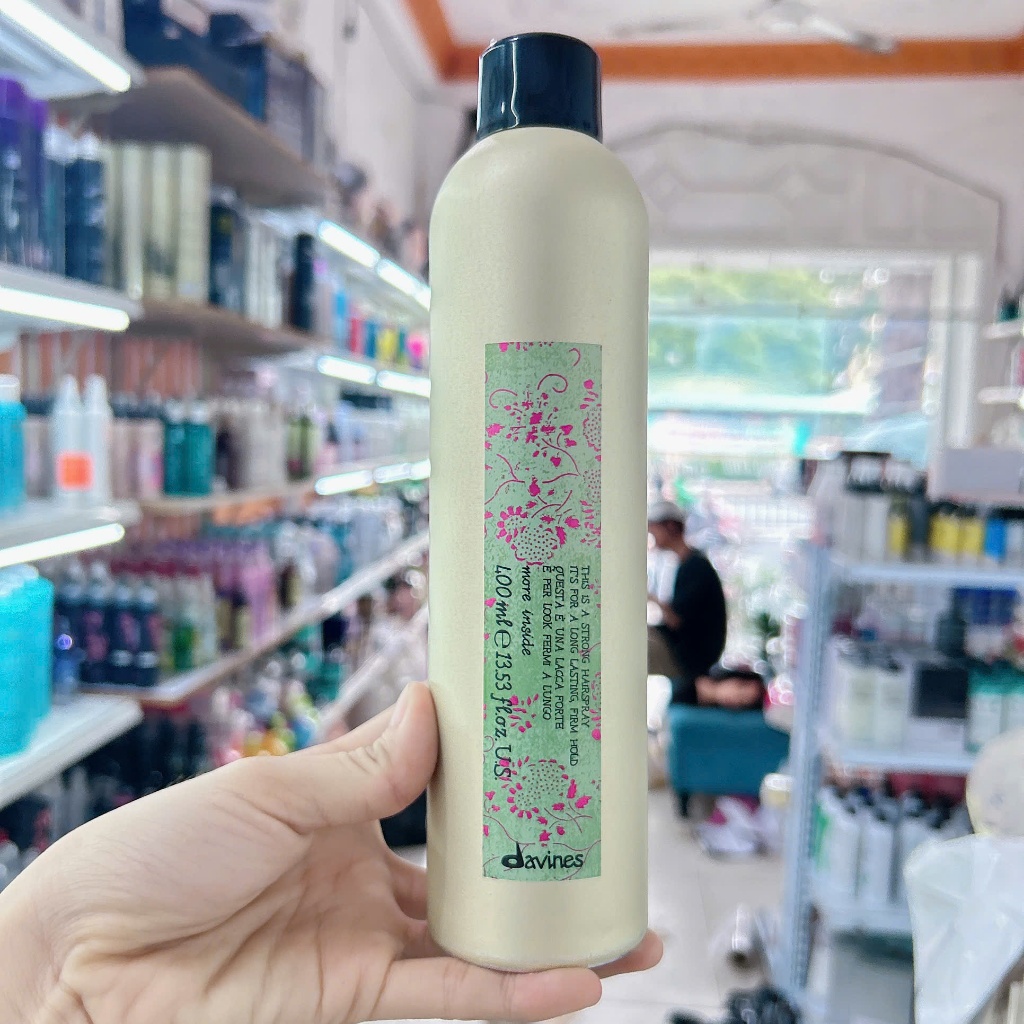 THIS IS A STRONG HAIRSPRAY
IT'S FOR A LONG LASTING, FIRM HOLD
QUESTA È UNA LACCA FORTE
È PER LOOK FERMI A LUNGO
more inside
400 ml e 13.53 fl.oz. U.S.
davines